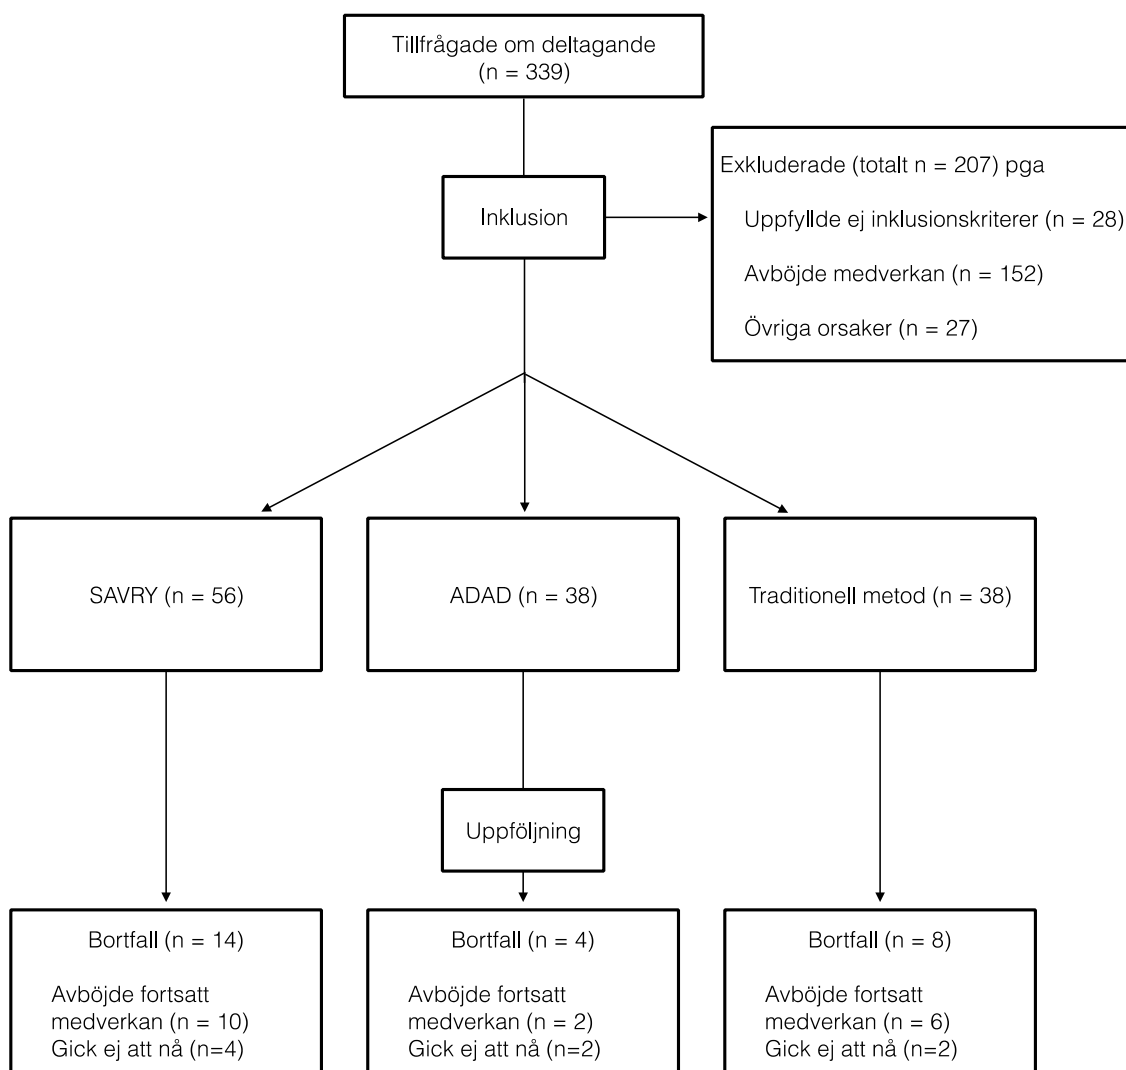 Tillfrågade om deltagande
(n = 339)
Exkluderade (totalt n = 207) pga
Inklusion
Uppfyllde ej inklusionskriterer (n = 28)
Avböjde medverkan (n = 152)
Övriga orsaker (n = 27)
SAVRY (n = 56)
ADAD (n = 38)
Traditionell metod (n = 38)
Uppföljning
Bortfall (n = 14)
Avböjde fortsatt
medverkan (n = 10)
Gick ej att nå (n=4)
Bortfall (n = 4)
Avböjde fortsatt
medverkan (n = 2)
Gick ej att nå (n=2)
Bortfall (n = 8)
Avböjde fortsatt
medverkan (n = 6)
Gick ej att nå (n=2)